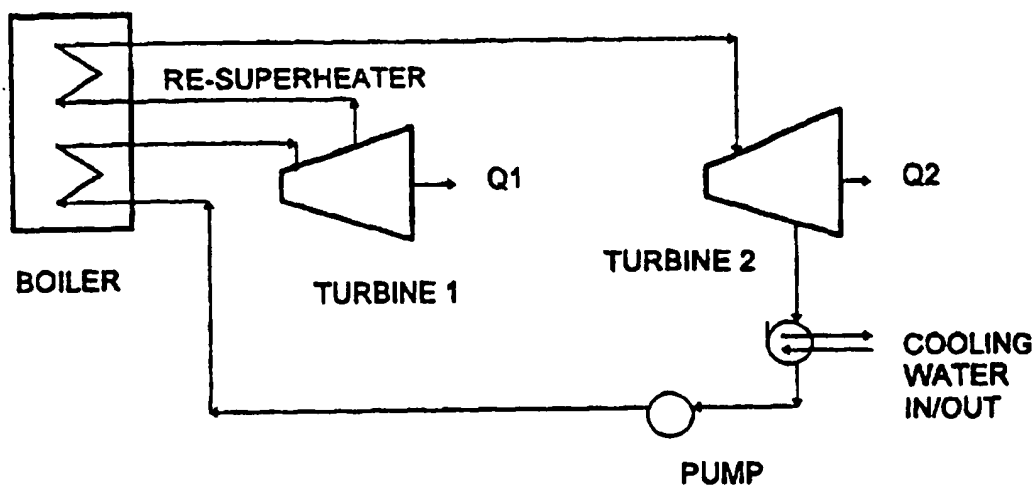 RE-SUPERHEATER
Q1
Q2
BOILER
TURBINE 1
TURBINE 2
COOLING
WATER
IN/OUT
PUMP